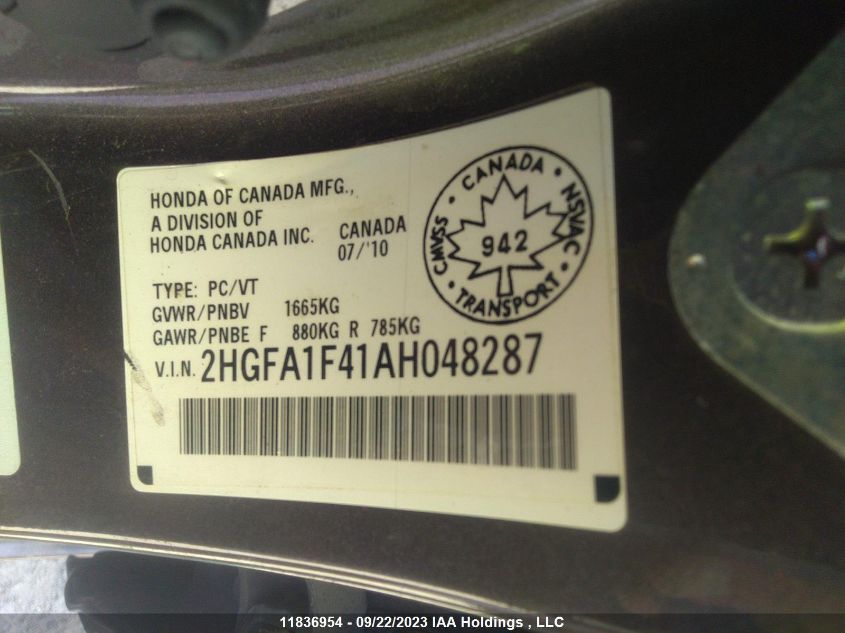 HONDA OF CANADA MFG.,
A DIVISION OF
HONDA CANADA INC. CANADA
07/'10
TYPE: PC/VT
GVWR/PNBV 1665KG
GAWR/PNBE F 880KG R 785KG
V.I.N. 2HGFA1F41AH048287
CANADA • NSVAC • TRANSPORT • CMVSS •
942
11836954 - 09/22/2023 IAA Holdings , LLC